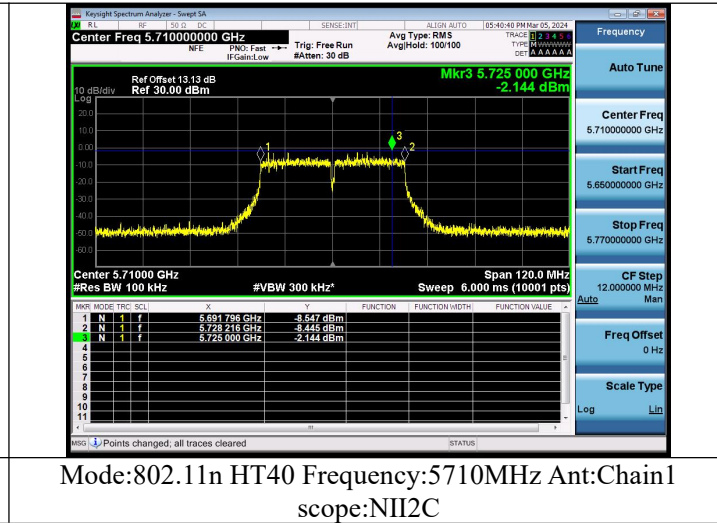 Keysight Spectrum Analyzer - Swept SA
RL RF 50 Ω DC SENSE:INT ALIGN AUTO 05:40:40 PM Mar 05, 2024
Center Freq 5.710000000 GHz
NFE PNO: Fast Trig: Free Run Avg Type: RMS TRACE 1 2 3 4 5 6
IFGain:Low #Atten: 30 dB Avg|Hold: 100/100 TYPE M W W W W W
DET A A A A A A
Ref Offset 13.13 dB Mkr3 5.725 000 GHz
10 dB/div Ref 30.00 dBm -2.144 dBm
Log
20.0
10.0
0.00
-10.0
-20.0
-30.0
-40.0
-50.0
-60.0
1
3
2
Center 5.71000 GHz Span 120.0 MHz
#Res BW 100 kHz #VBW 300 kHz* Sweep 6.000 ms (10001 pts)
MKR MODE TRC SCL X Y FUNCTION FUNCTION WIDTH FUNCTION VALUE
1 N 1 f 5.691 796 GHz -8.547 dBm
2 N 1 f 5.728 216 GHz -8.445 dBm
3 N 1 f 5.725 000 GHz -2.144 dBm
4
5
6
7
8
9
10
11
MSG Points changed; all traces cleared STATUS
Frequency
Auto Tune
Center Freq
5.710000000 GHz
Start Freq
5.650000000 GHz
Stop Freq
5.770000000 GHz
CF Step
12.000000 MHz
Auto Man
Freq Offset
0 Hz
Scale Type
Log Lin
Mode:802.11n HT40 Frequency:5710MHz Ant:Chain1
scope:NII2C